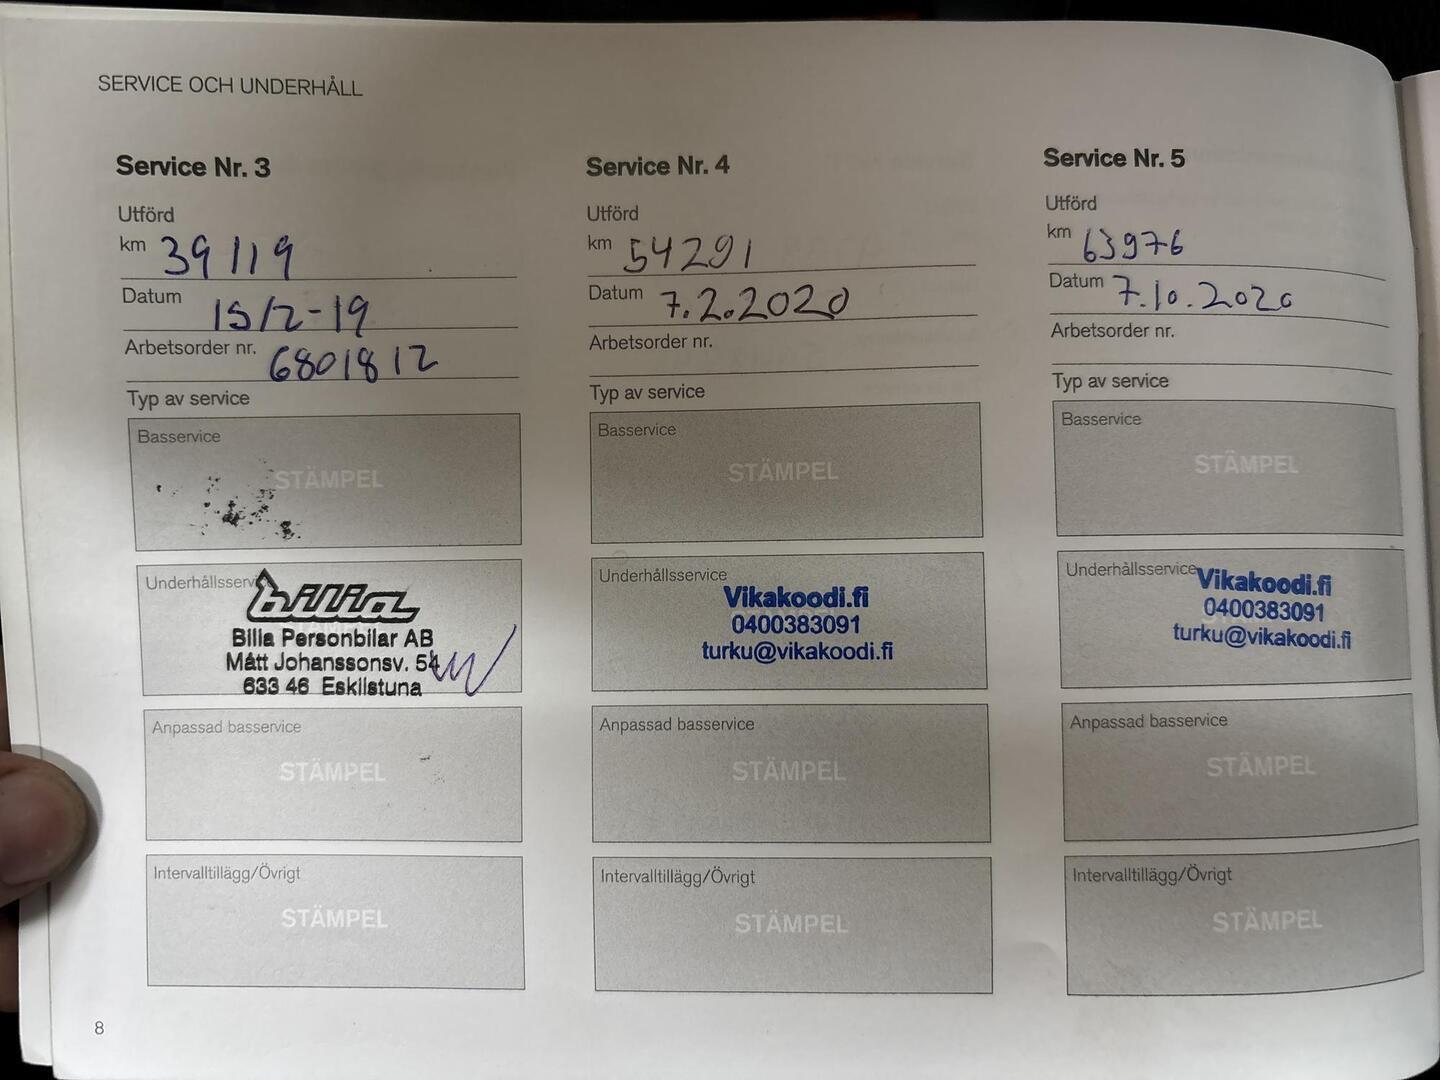 SERVICE OCH UNDERHÅLL
Service Nr. 3
Utförd
km 39119
Datum 15/2-19
Arbetsorder nr. 6801812
Typ av service
Basservice
STÄMPEL
Underhållsservice
bilia
Bilia Personbilar AB
Mått Johanssonsv. 54
633 46 Eskilstuna
Anpassad basservice
STÄMPEL
Intervalltillägg/Övrigt
STÄMPEL
Service Nr. 4
Utförd
km 54291
Datum 7.2.2020
Arbetsorder nr.
Typ av service
Basservice
STÄMPEL
Underhållsservice
Vikakoodi.fi
0400383091
turku@vikakoodi.fi
Anpassad basservice
STÄMPEL
Intervalltillägg/Övrigt
STÄMPEL
Service Nr. 5
Utförd
km 63976
Datum 7.10.2020
Arbetsorder nr.
Typ av service
Basservice
STÄMPEL
Underhållsservice
Vikakoodi.fi
0400383091
turku@vikakoodi.fi
Anpassad basservice
STÄMPEL
Intervalltillägg/Övrigt
STÄMPEL
8